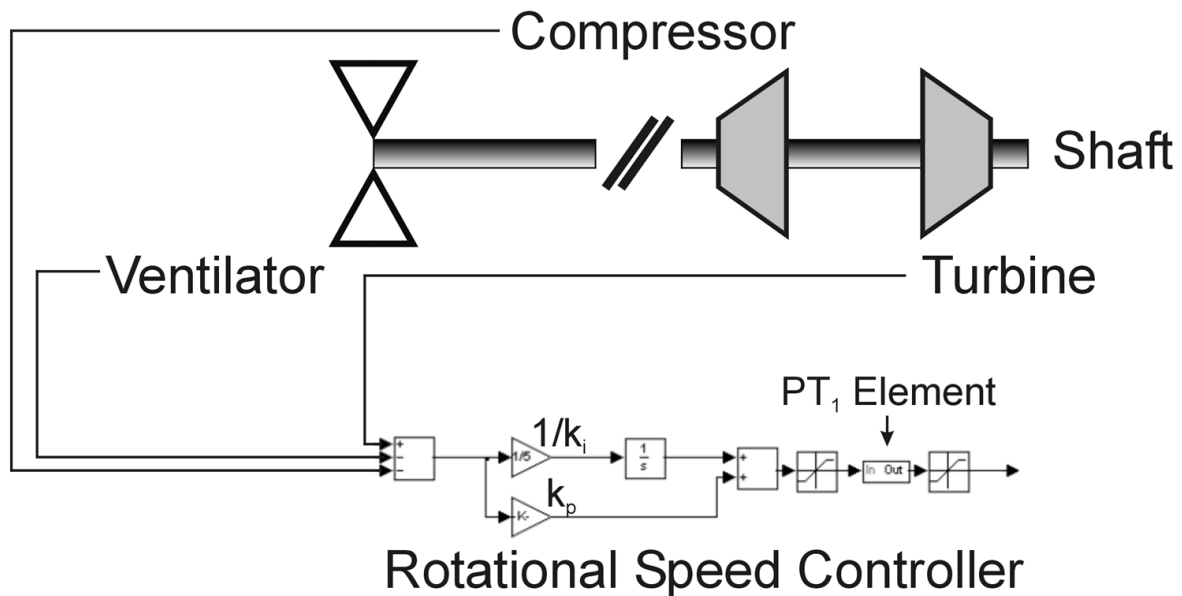 Compressor
Shaft
Ventilator
Turbine
PT₁ Element
+
−
−
1/5
1/kᵢ
1
s
+
+
In Out
-K-
kₚ
Rotational Speed Controller